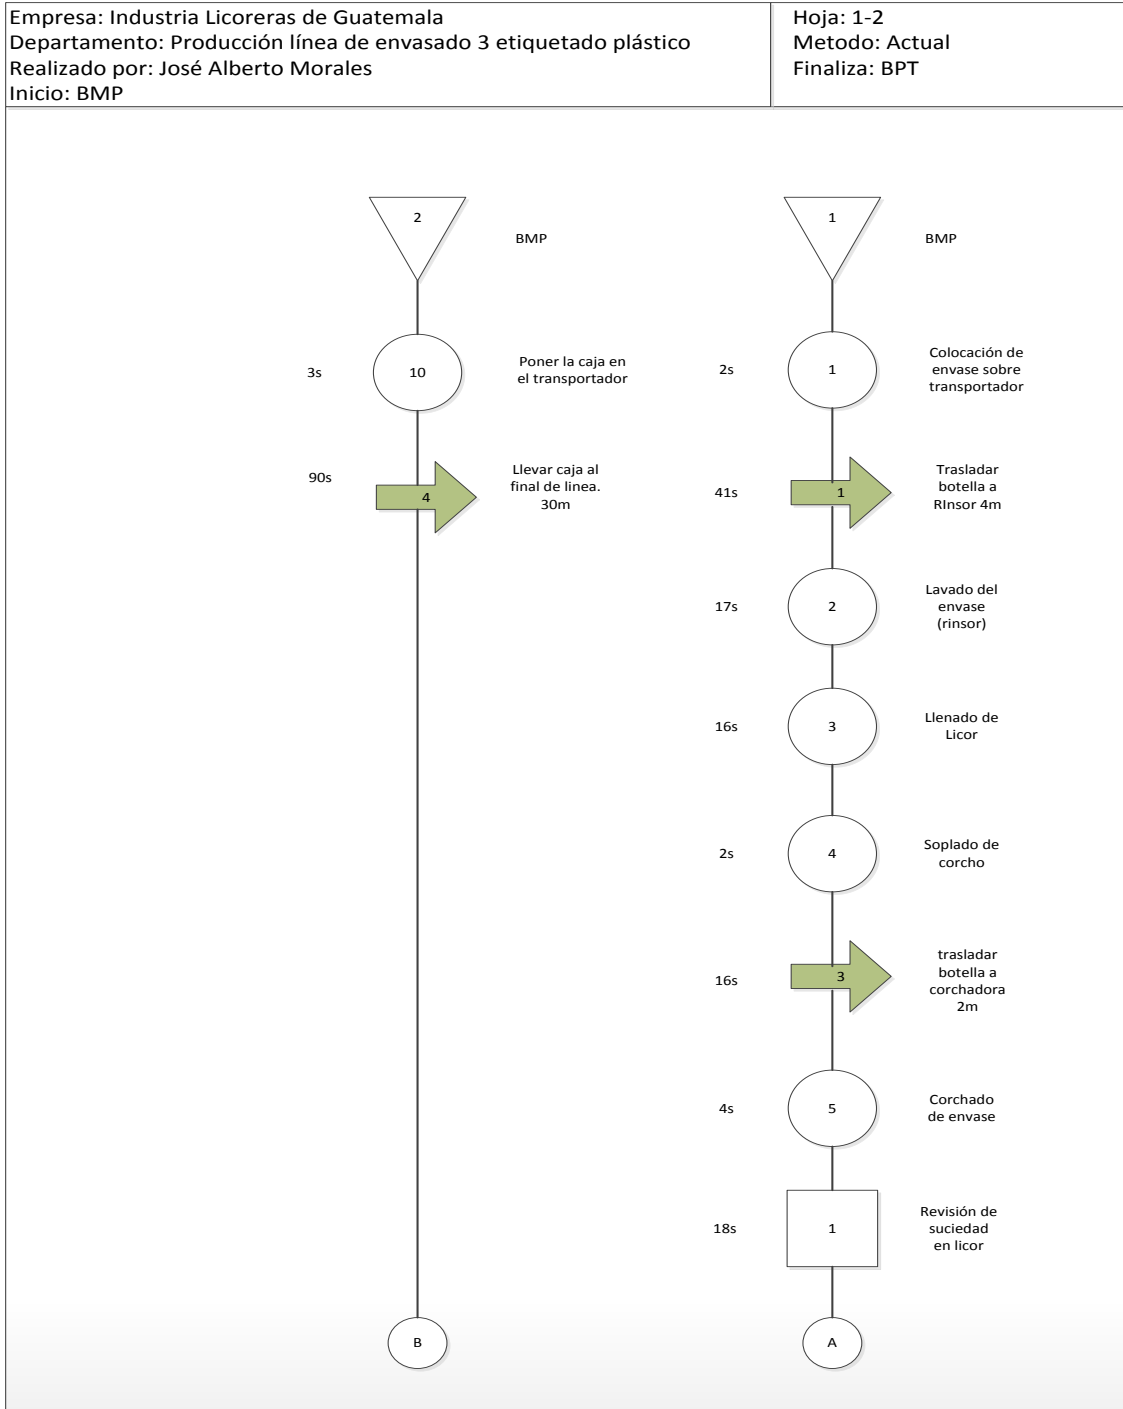 Empresa: Industria Licoreras de Guatemala
Departamento: Producción línea de envasado 3 etiquetado plástico
Realizado por: José Alberto Morales
Inicio: BMP
Hoja: 1-2
Metodo: Actual
Finaliza: BPT
2
BMP
3s
10
Poner la caja en
el transportador
90s
4
Llevar caja al
final de linea.
30m
B
1
BMP
2s
1
Colocación de
envase sobre
transportador
41s
1
Trasladar
botella a
RInsor 4m
17s
2
Lavado del
envase
(rinsor)
16s
3
Llenado de
Licor
2s
4
Soplado de
corcho
16s
3
trasladar
botella a
corchadora
2m
4s
5
Corchado
de envase
18s
1
Revisión de
suciedad
en licor
A